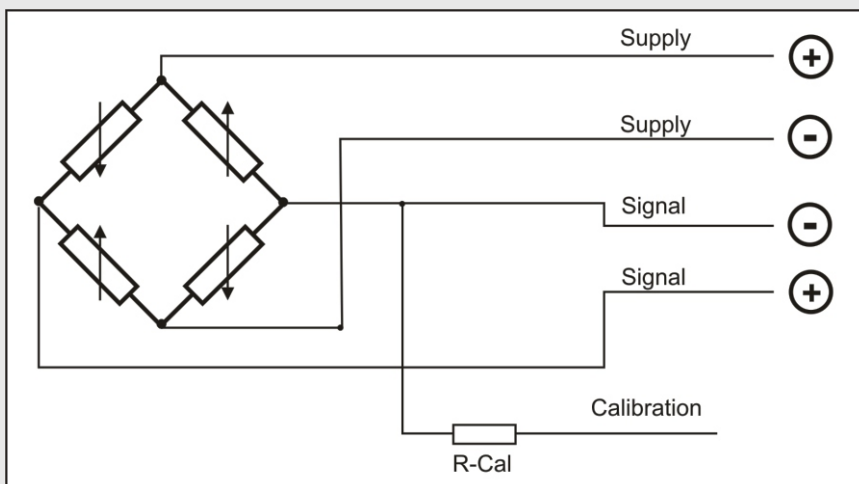 Supply +
Supply -
Signal -
Signal +
Calibration
R-Cal